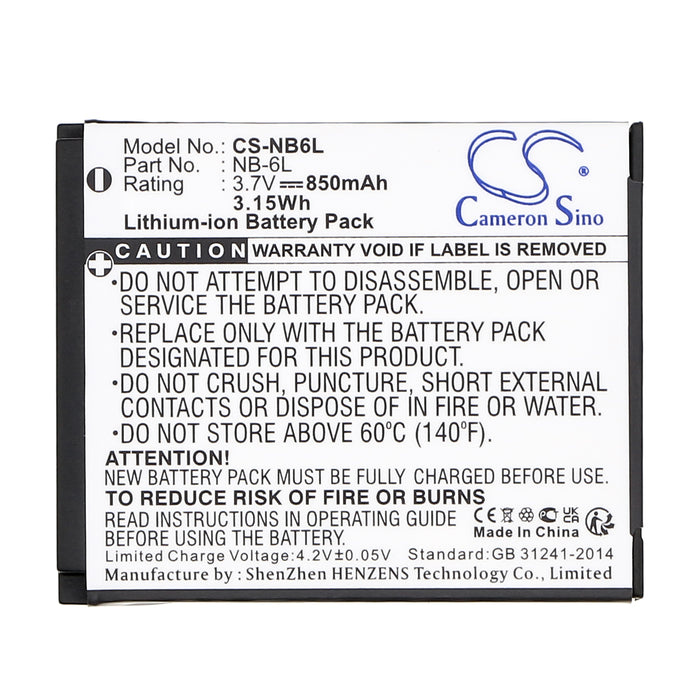 Model No.: CS-NB6L
Part No.: NB-6L
Rating : 3.7V⎓850mAh
3.15Wh
Lithium-ion Battery Pack
CS
®
Cameron Sino
CAUTION WARRANTY VOID IF LABEL IS REMOVED
•DO NOT ATTEMPT TO DISASSEMBLE, OPEN OR
SERVICE THE BATTERY PACK.
•REPLACE ONLY WITH THE BATTERY PACK
DESIGNATED FOR THIS PRODUCT.
•DO NOT CRUSH, PUNCTURE, SHORT EXTERNAL
CONTACTS OR DISPOSE OF IN FIRE OR WATER.
•DO NOT STORE ABOVE 60°C (140°F).
ATTENTION!
NEW BATTERY PACK MUST BE FULLY CHARGED BEFORE USE
TO REDUCE RISK OF FIRE OR BURNS
READ INSTRUCTIONS IN OPERATING GUIDE
BEFORE USING THE BATTERY.
CE UK CA
Made In China
Limited Charge Voltage:4.2V±0.05V Standard:GB 31241-2014
Manufacture by : ShenZhen HENZENS Technology Co., Limited